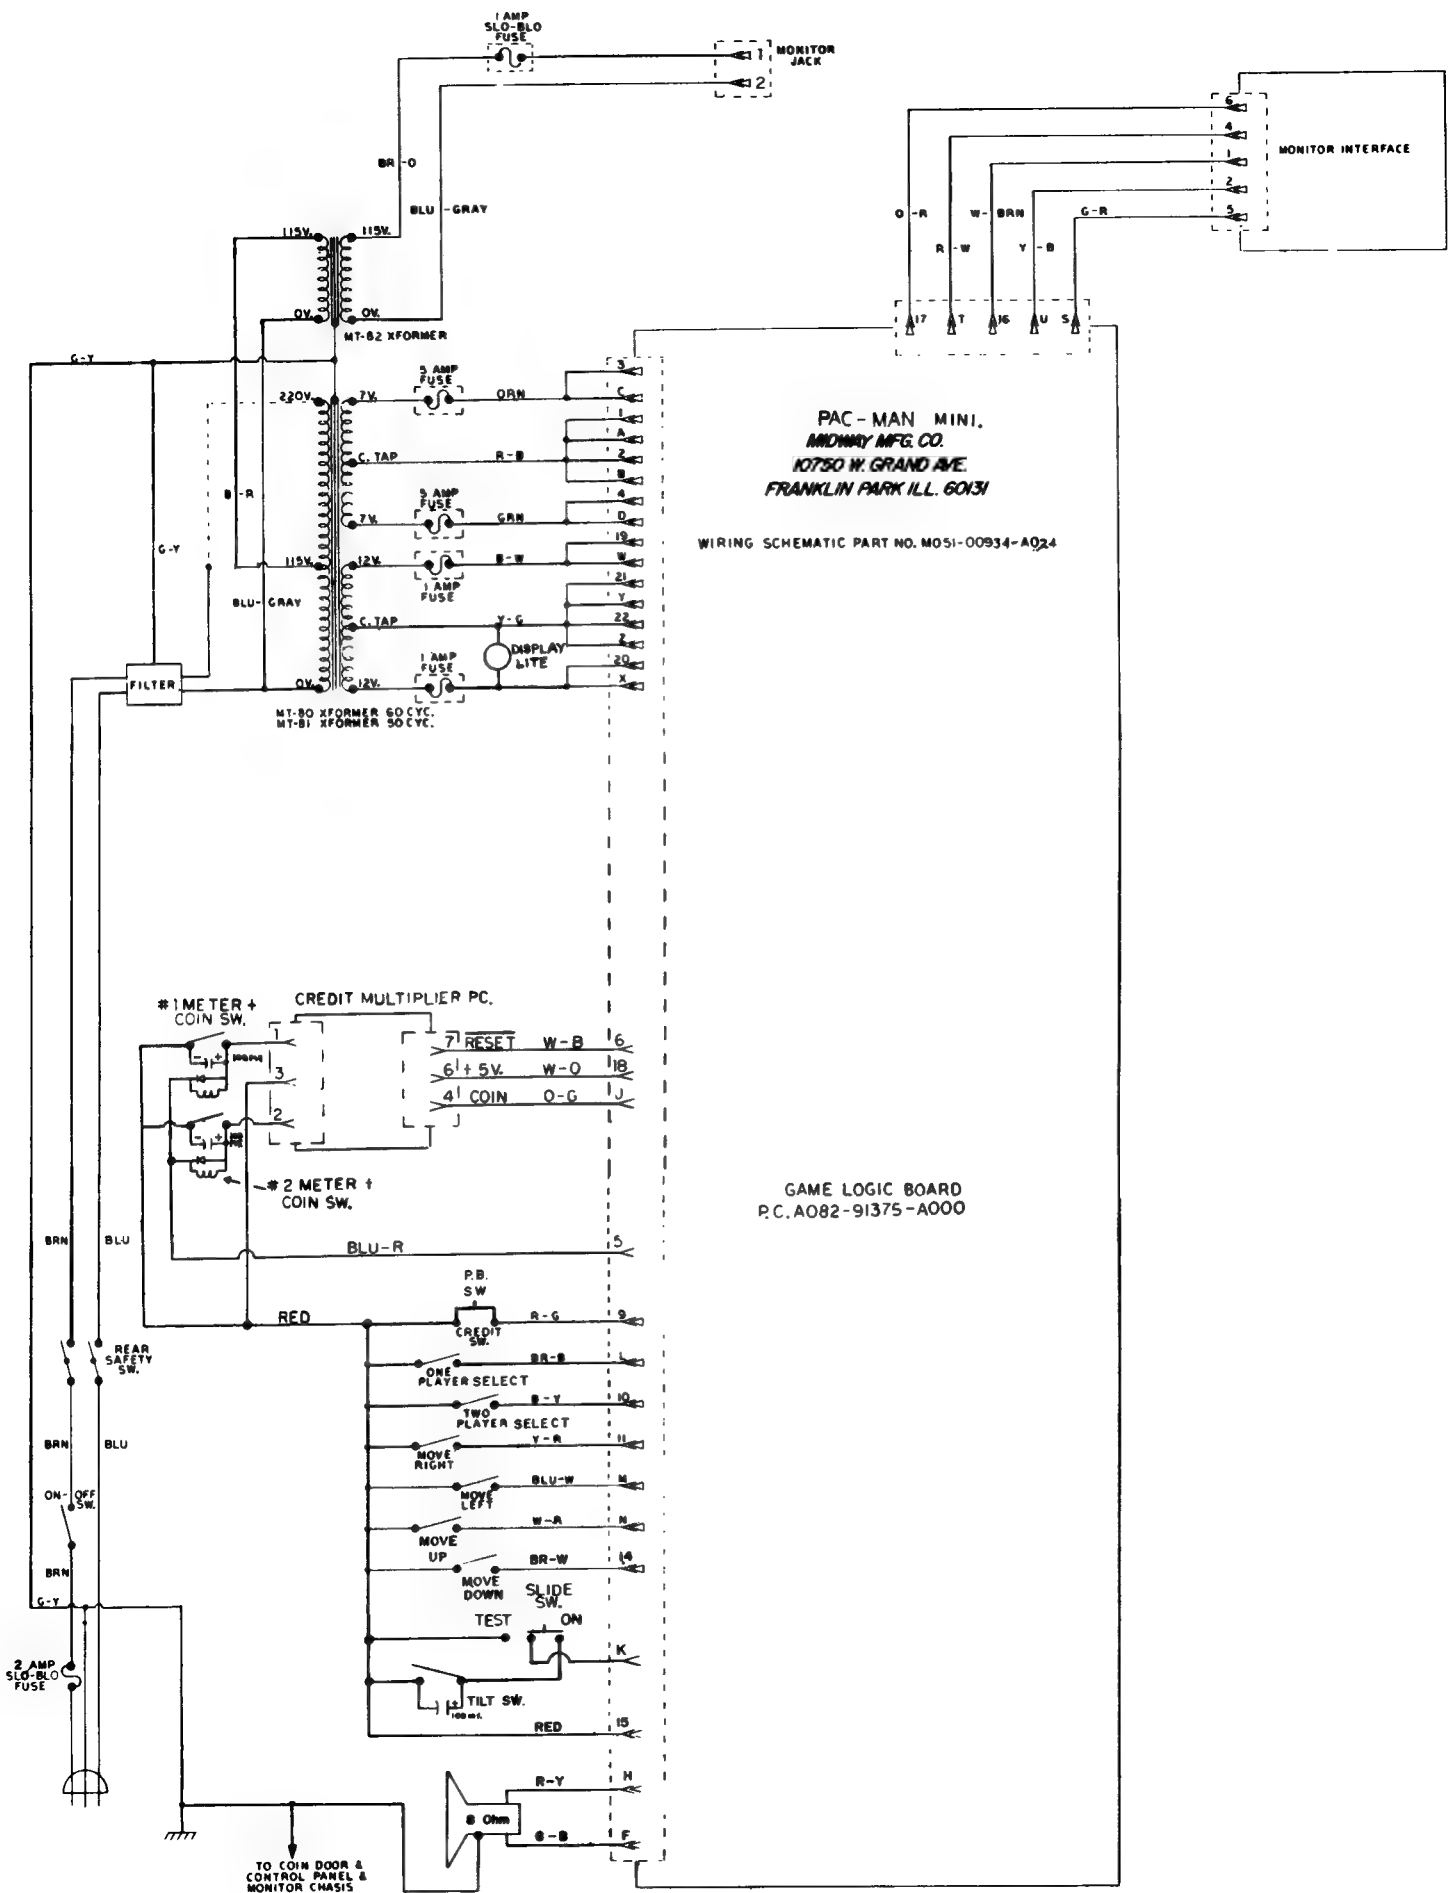 1 AMP
SLO-BLO
FUSE
1
MONITOR
JACK
2
6
4
1
2
5
MONITOR INTERFACE
BR-O
BLU-GRAY
O-R
W-BRN
G-R
R-W
Y-B
17
T
16
U
S
115V.
115V.
0V.
0V.
MT-82 XFORMER
G-Y
220V.
7V.
5 AMP
FUSE
ORN
3
C
1
A
C. TAP
R-B
2
B
B-R
5 AMP
FUSE
4
7V.
GRN
D
G-Y
19
115V.
12V.
B-W
W
1 AMP
FUSE
21
BLU-GRAY
Y
C. TAP
Y-G
22
DISPLAY
LITE
Z
1 AMP
FUSE
20
FILTER
0V.
12V.
X
MT-80 XFORMER 60 CYC.
MT-81 XFORMER 50 CYC.
PAC-MAN MINI.
MIDWAY MFG. CO.
10750 W. GRAND AVE.
FRANKLIN PARK ILL. 60131
WIRING SCHEMATIC PART NO. M051-00934-A024
#1 METER +
COIN SW.
CREDIT MULTIPLIER PC.
1
3
2
- +
- +
7 RESET W-B 6
6 +5V. W-O 18
4 COIN O-G J
#2 METER +
COIN SW.
GAME LOGIC BOARD
P.C. A082-91375-A000
BRN
BLU
BLU-R
5
P.B.
SW
RED
R-G
9
CREDIT
SW.
REAR
SAFETY
SW.
BR-B
L
ONE
PLAYER SELECT
B-Y
10
TWO
PLAYER SELECT
BRN
BLU
Y-R
11
MOVE
RIGHT
BLU-W
M
MOVE
LEFT
ON-OFF
SW.
W-R
N
MOVE
UP
BR-W
14
MOVE
DOWN
BRN
G-Y
SLIDE
SW.
TEST
ON
K
2 AMP
SLO-BLO
FUSE
+
TILT SW.
RED
15
R-Y
H
8 Ohm
F
TO COIN DOOR &
CONTROL PANEL &
MONITOR CHASIS